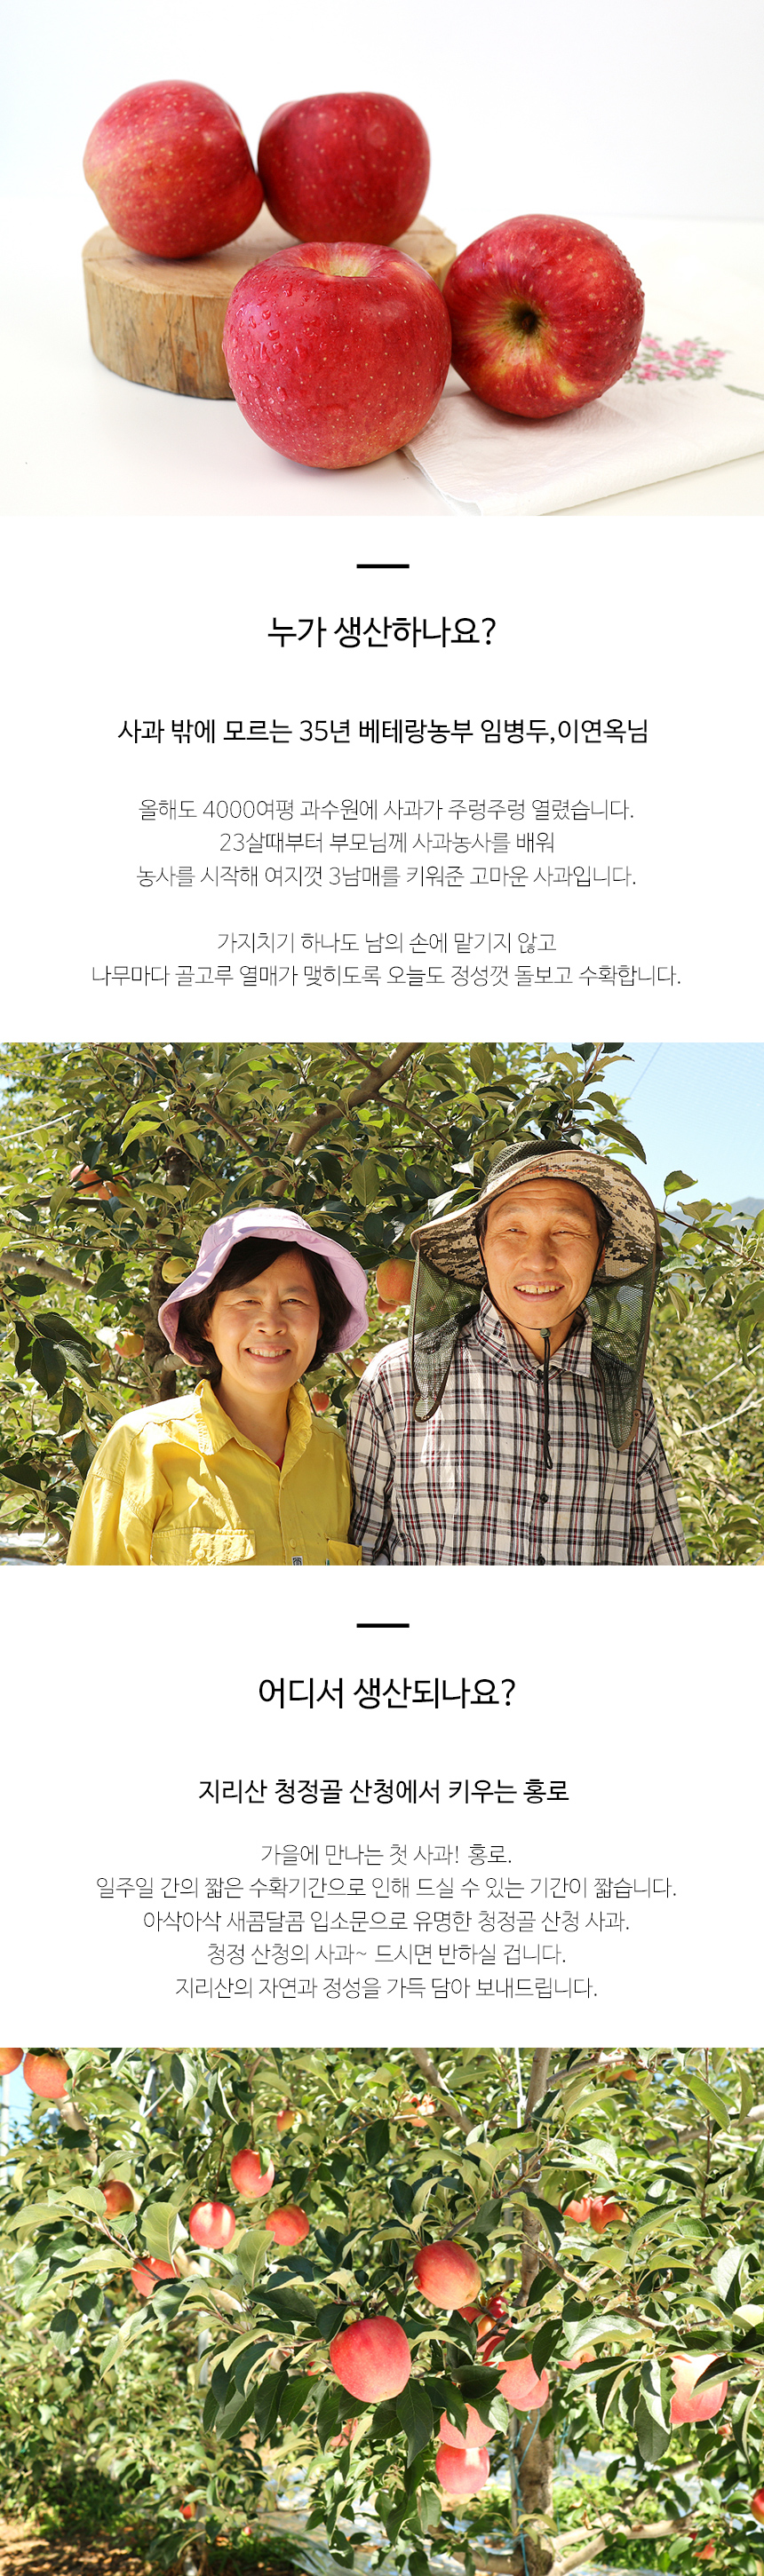 누가 생산하나요?
사과 밖에 모르는 35년 베테랑농부 임병두,이연옥님
올해도 4000여평 과수원에 사과가 주렁주렁 열렸습니다.
23살때부터 부모님께 사과농사를 배워
농사를 시작해 여지껏 3남매를 키워준 고마운 사과입니다.
가지치기 하나도 남의 손에 맡기지 않고
나무마다 골고루 열매가 맺히도록 오늘도 정성껏 돌보고 수확합니다.
어디서 생산되나요?
지리산 청정골 산청에서 키우는 홍로
가을에 만나는 첫 사과! 홍로.
일주일 간의 짧은 수확기간으로 인해 드실 수 있는 기간이 짧습니다.
아삭아삭 새콤달콤 입소문으로 유명한 청정골 산청 사과.
청정 산청의 사과~ 드시면 반하실 겁니다.
지리산의 자연과 정성을 가득 담아 보내드립니다.